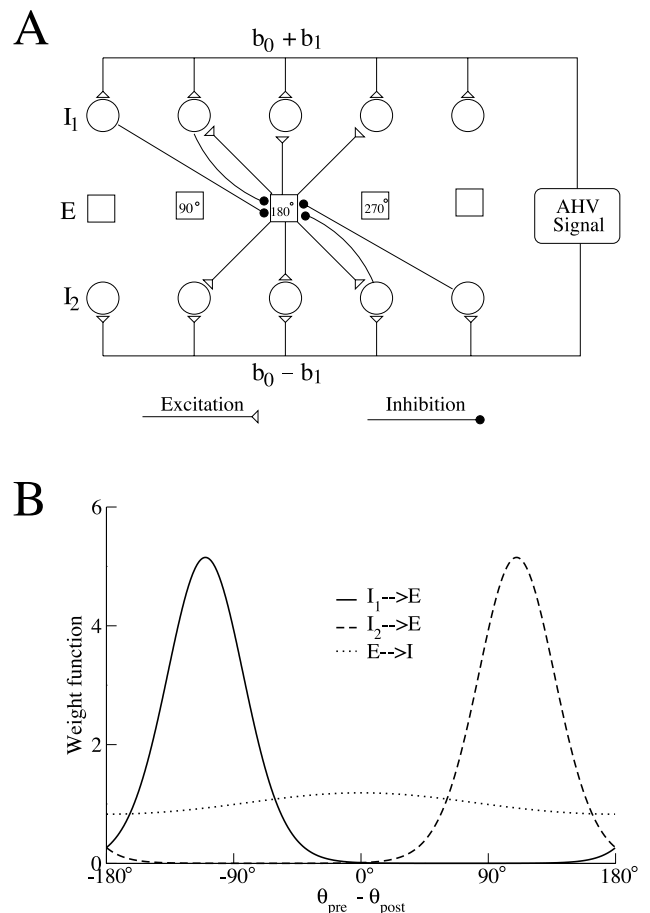 A
b₀ + b₁
I₁
E
90°
180°
270°
AHV
Signal
I₂
b₀ − b₁
Excitation
Inhibition
B
6
4
2
0
Weight function
I₁-->E
I₂-->E
E-->I
-180°
-90°
0°
90°
180°
θpre - θpost